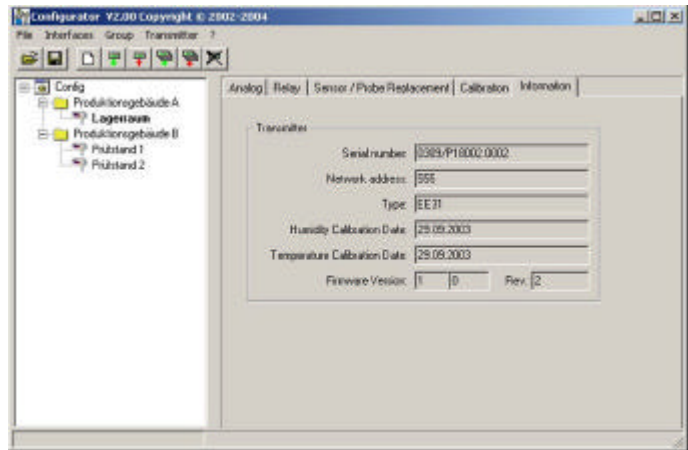 Configurator V2.00 Copyright © 2002-2004
File Interfaces Group Transmitter ?
Config
Produktionsgebäude A
Lagerraum
Produktionsgebäude B
Prüfstand 1
Prüfstand 2
Analog Relay Sensor / Probe Replacement Calibration Information
Transmitter
Serial number: 0309/P18002.0002
Network address: 555
Type: EE31
Humidity Calibration Date: 29.09.2003
Temperature Calibration Date: 29.09.2003
Firmware Version: 1 0 Rev.: 2